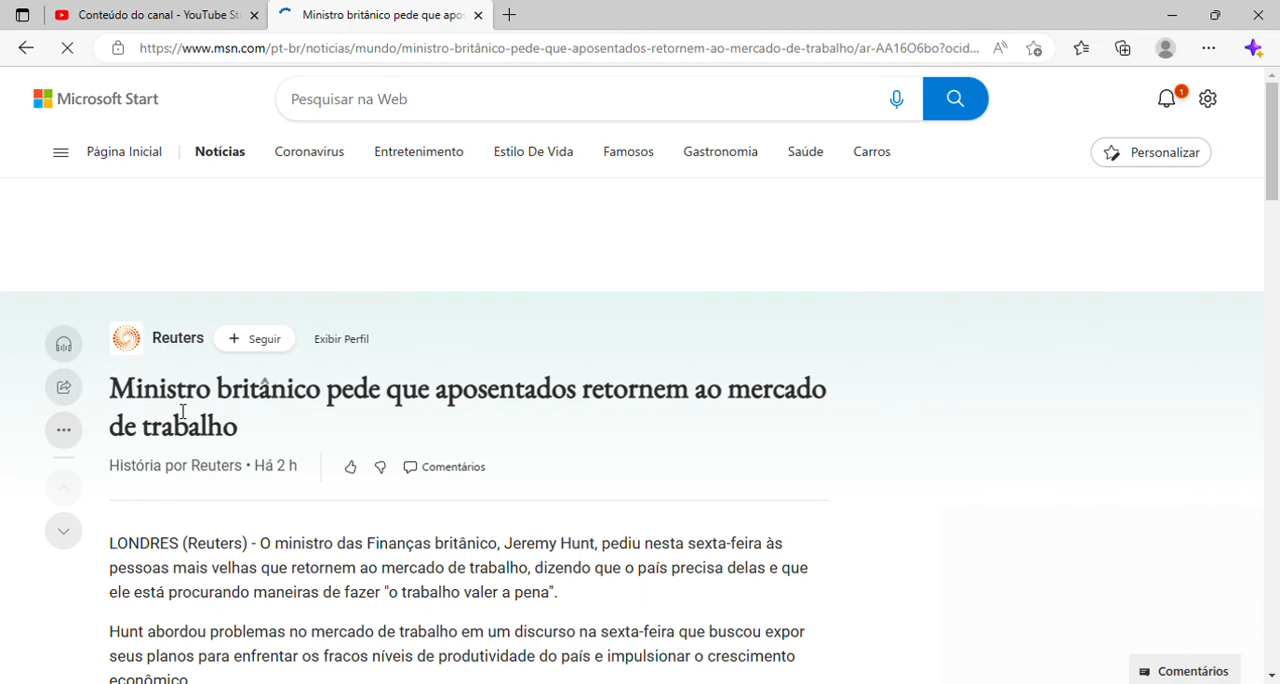 Conteúdo do canal - YouTube St
Ministro britânico pede que apos
https://www.msn.com/pt-br/noticias/mundo/ministro-britânico-pede-que-aposentados-retornem-ao-mercado-de-trabalho/ar-AA16O6bo?ocid...
Microsoft Start
Pesquisar na Web
1
Página Inicial
Notícias
Coronavírus
Entretenimento
Estilo De Vida
Famosos
Gastronomia
Saúde
Carros
Personalizar
Reuters
+ Seguir
Exibir Perfil
Ministro britânico pede que aposentados retornem ao mercado
de trabalho
História por Reuters • Há 2 h
Comentários
LONDRES (Reuters) - O ministro das Finanças britânico, Jeremy Hunt, pediu nesta sexta-feira às
pessoas mais velhas que retornem ao mercado de trabalho, dizendo que o país precisa delas e que
ele está procurando maneiras de fazer "o trabalho valer a pena".
Hunt abordou problemas no mercado de trabalho em um discurso na sexta-feira que buscou expor
seus planos para enfrentar os fracos níveis de produtividade do país e impulsionar o crescimento
econômico
Comentários